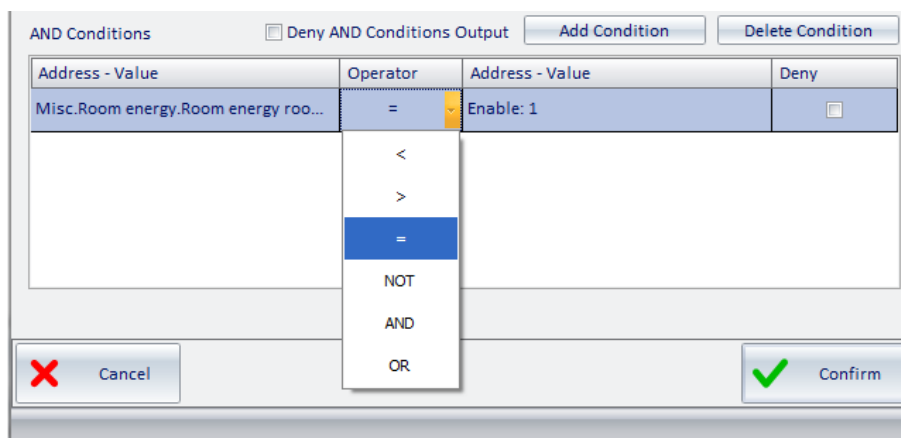 AND Conditions Deny AND Conditions Output Add Condition Delete Condition
Address - Value Operator Address - Value Deny
Misc.Room energy.Room energy roo... = Enable: 1
<
>
=
NOT
AND
OR
Cancel Confirm